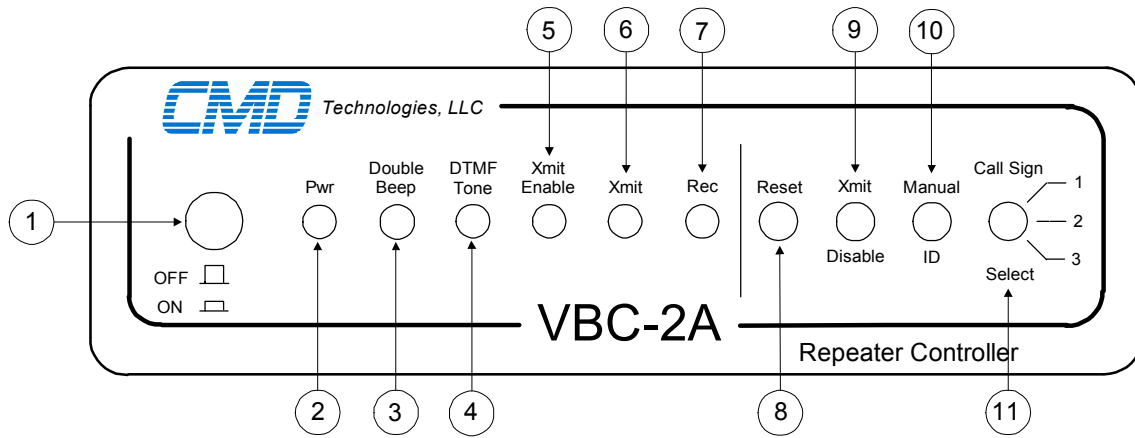 5
6
7
9
10
CMD Technologies, LLC
1
Pwr
Double
Beep
DTMF
Tone
Xmit
Enable
Xmit
Rec
Reset
Xmit
Disable
Manual
ID
Call Sign
1
2
3
Select
OFF
ON
VBC-2A
Repeater Controller
2
3
4
8
11